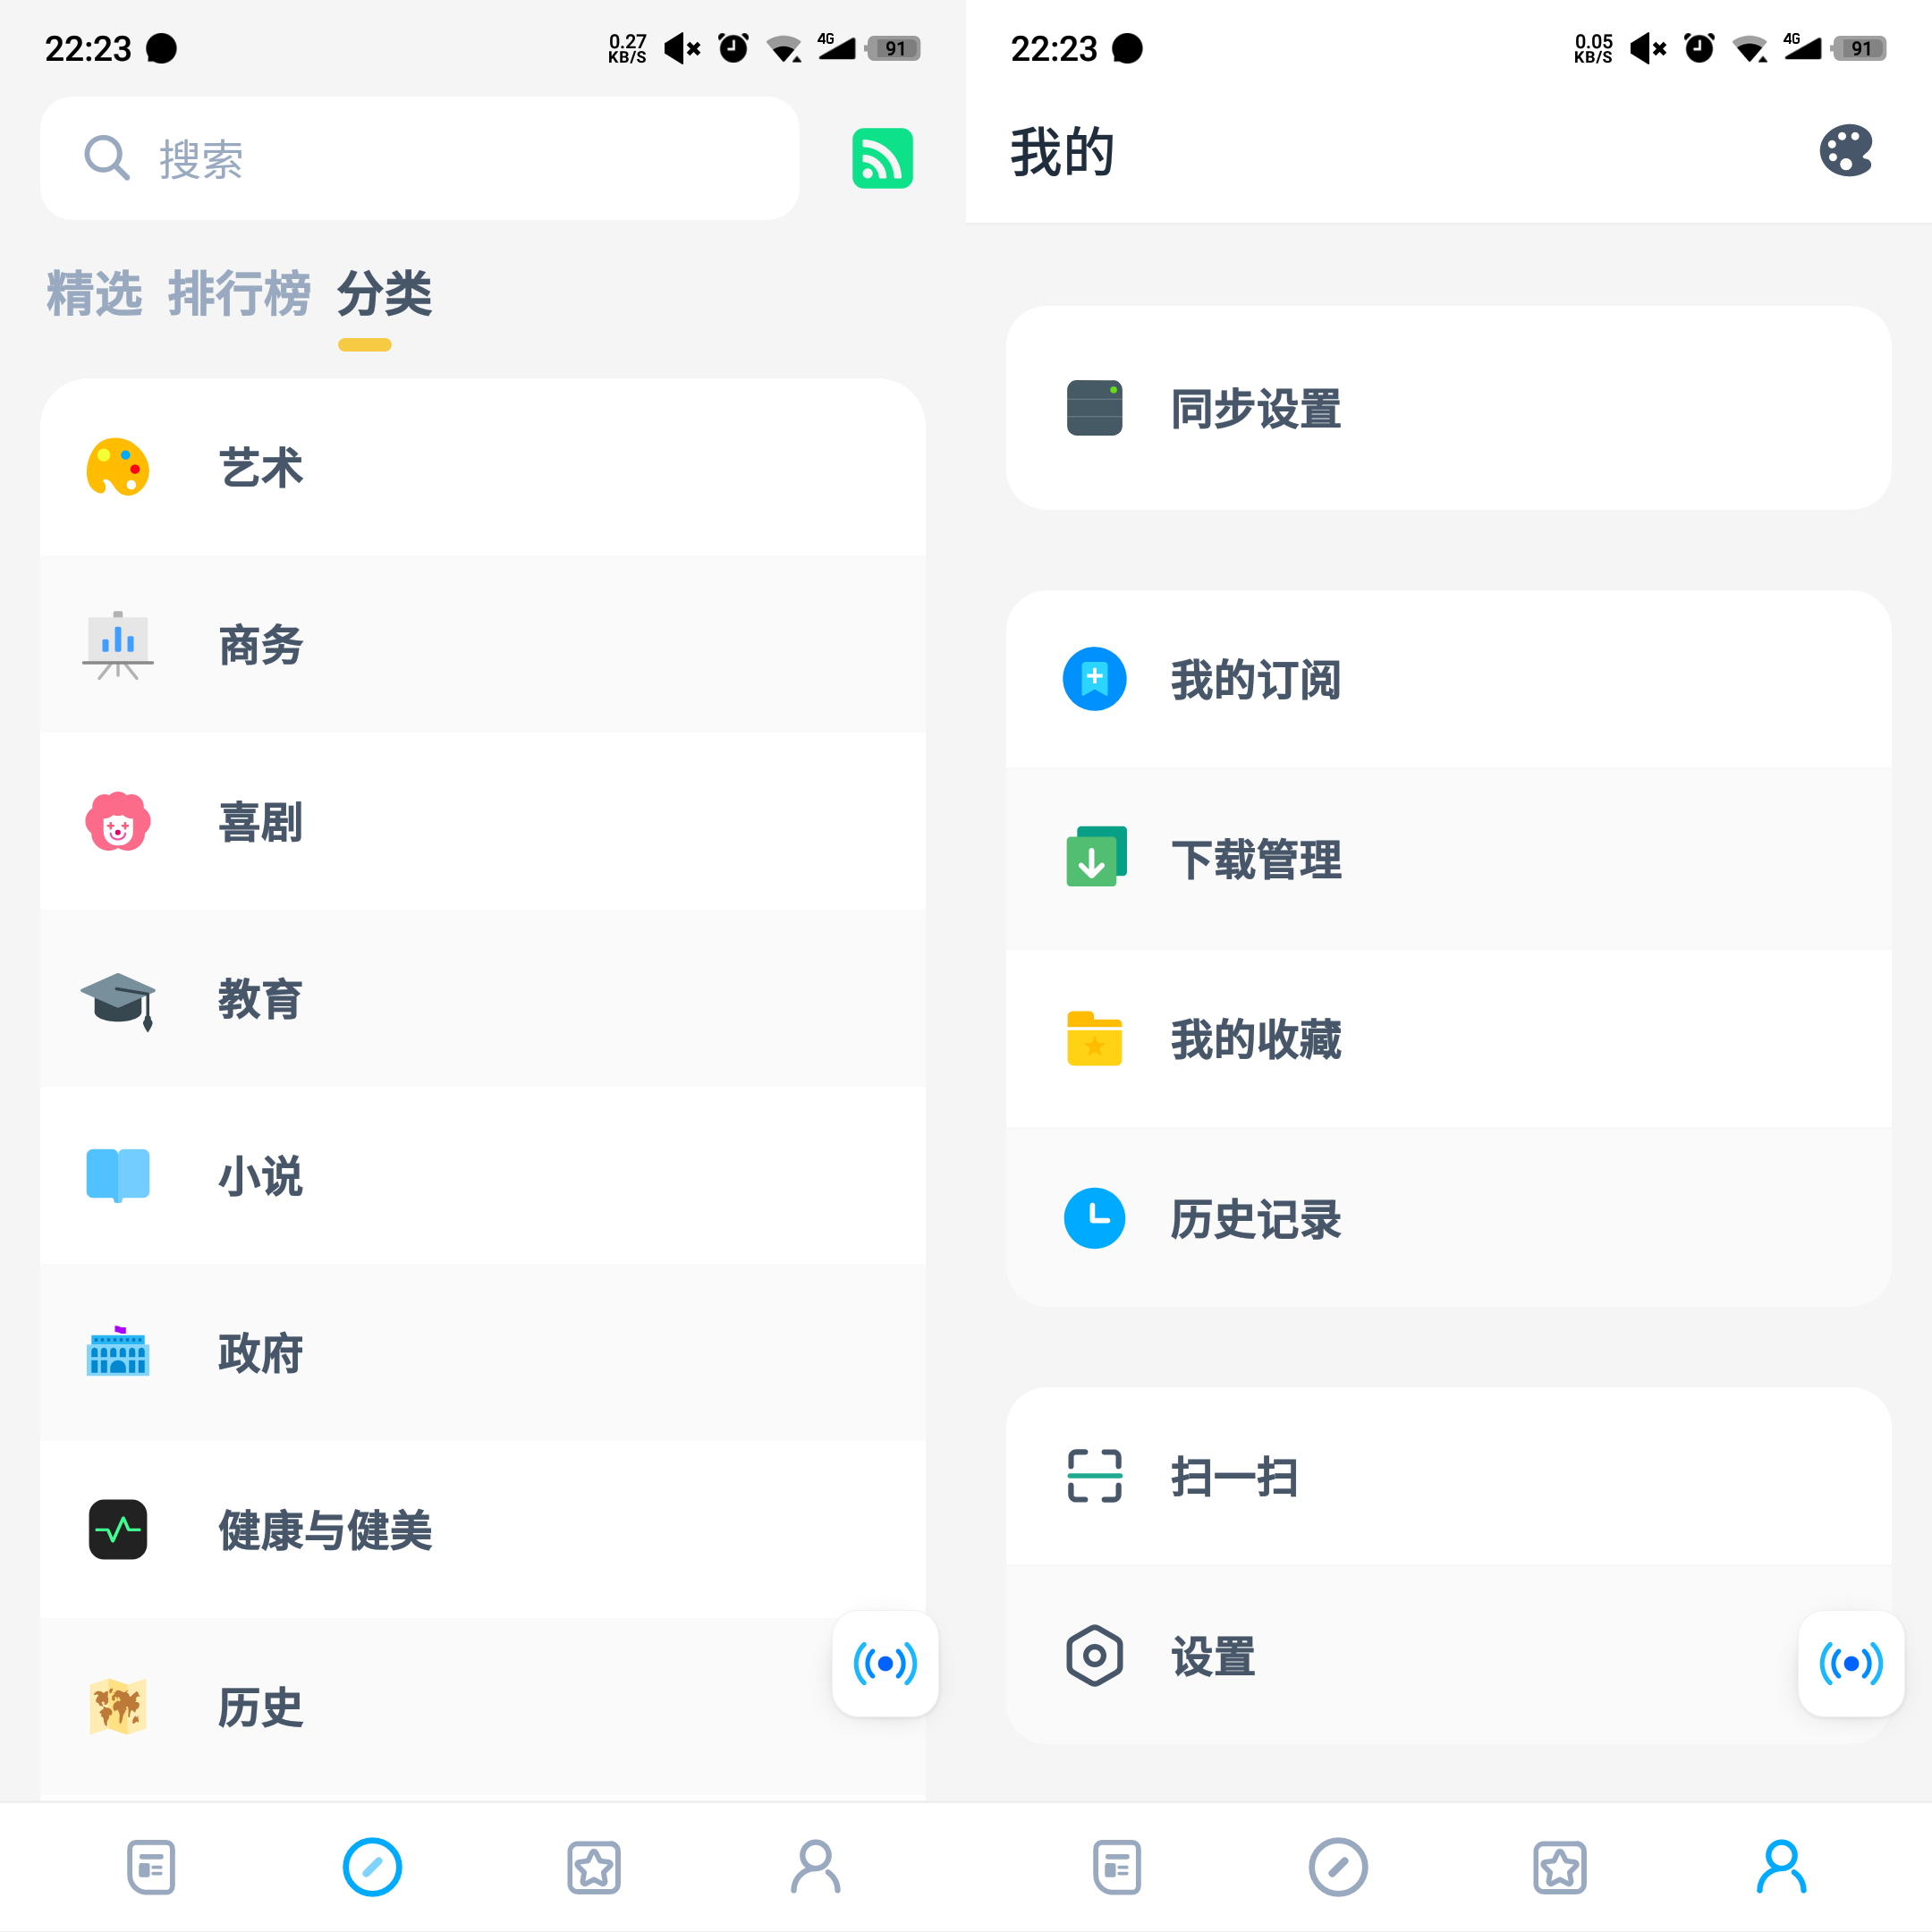 22:23
0.27
KB/S
4G
91
搜索
精选 排行榜 分类
艺术
商务
喜剧
教育
小说
政府
健康与健美
历史
22:23
0.05
KB/S
4G
91
我的
同步设置
我的订阅
下载管理
我的收藏
历史记录
扫一扫
设置